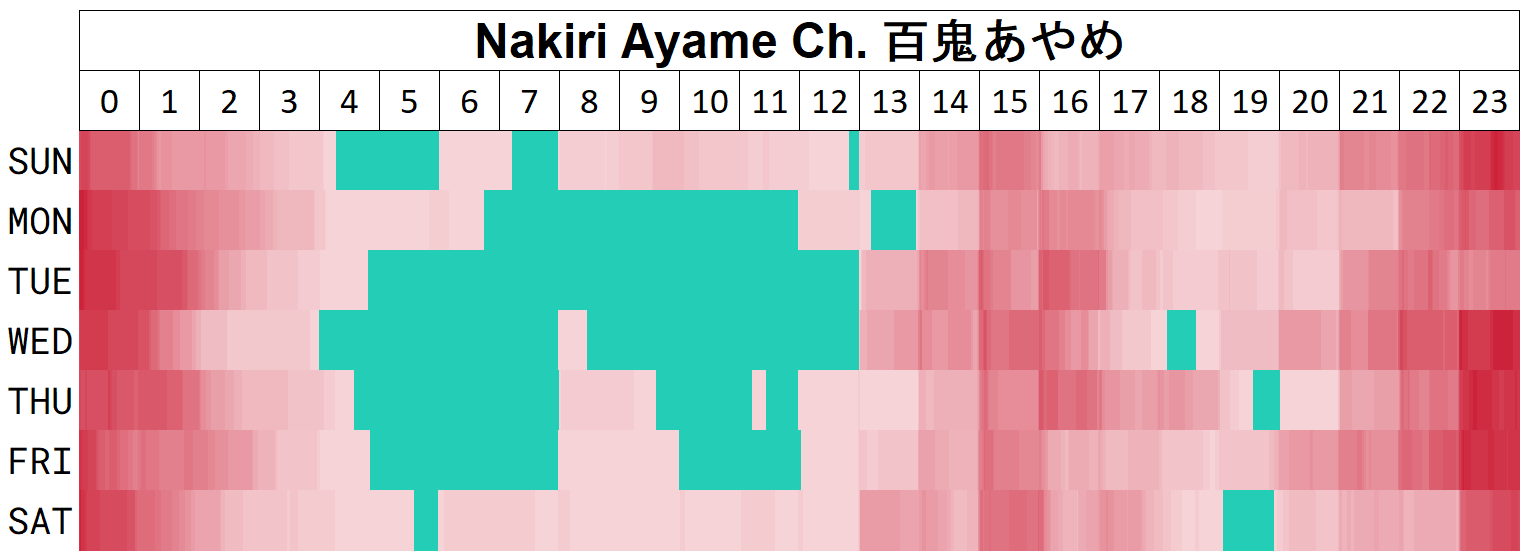 Nakiri Ayame Ch. 百鬼あやめ
0 1 2 3 4 5 6 7 8 9 10 11 12 13 14 15 16 17 18 19 20 21 22 23
SUN
MON
TUE
WED
THU
FRI
SAT